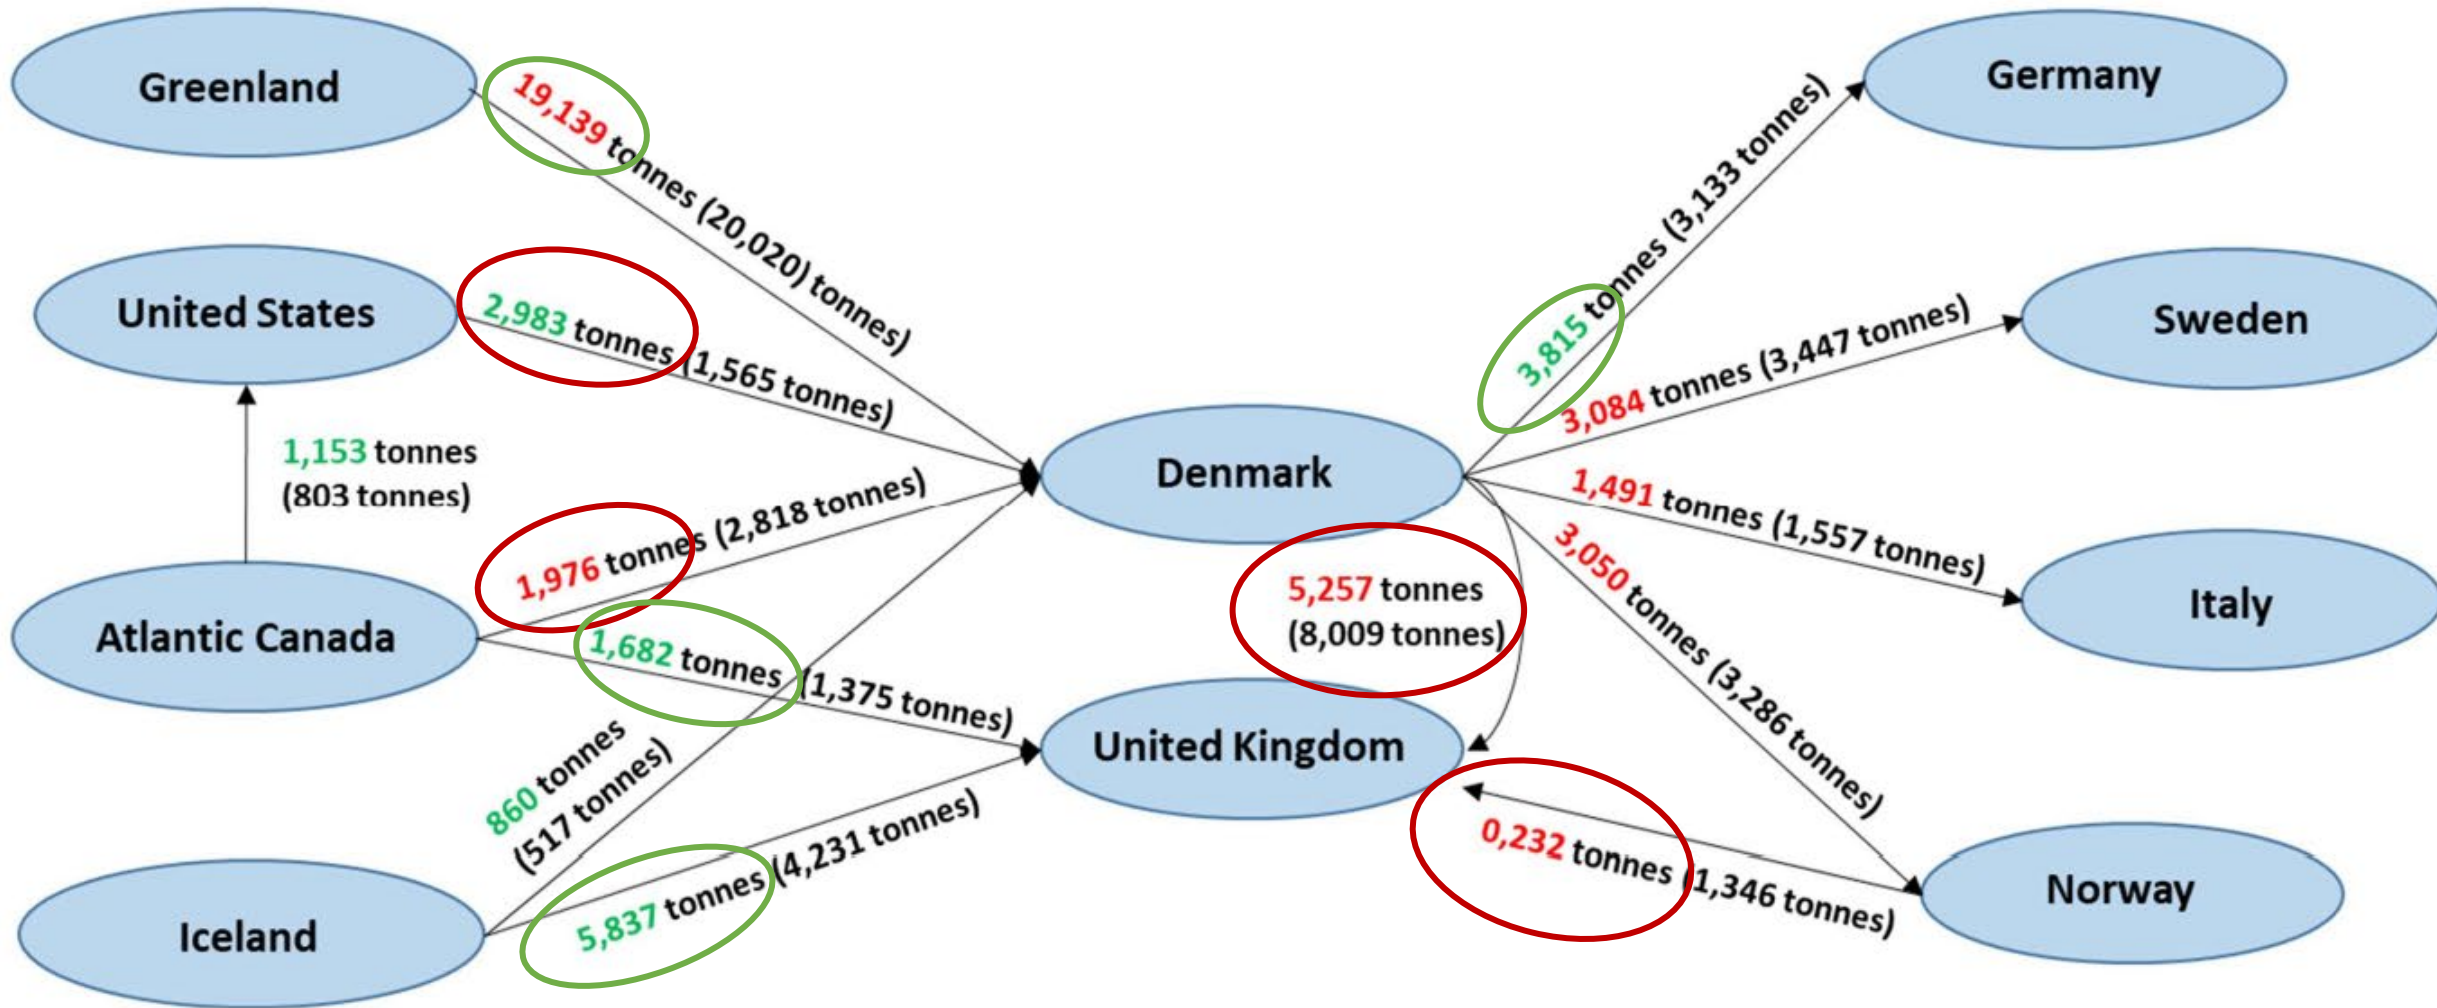 Greenland
19,139 tonnes (20,020) tonnes)
United States
2,983 tonnes (1,565 tonnes)
1,153 tonnes
(803 tonnes)
Atlantic Canada
1,976 tonnes (2,818 tonnes)
1,682 tonnes (1,375 tonnes)
860 tonnes
(517 tonnes)
Iceland
5,837 tonnes (4,231 tonnes)
Denmark
5,257 tonnes
(8,009 tonnes)
United Kingdom
3,815 tonnes (3,133 tonnes)
Germany
3,084 tonnes (3,447 tonnes)
Sweden
1,491 tonnes (1,557 tonnes)
Italy
3,050 tonnes (3,286 tonnes)
0,232 tonnes (1,346 tonnes)
Norway